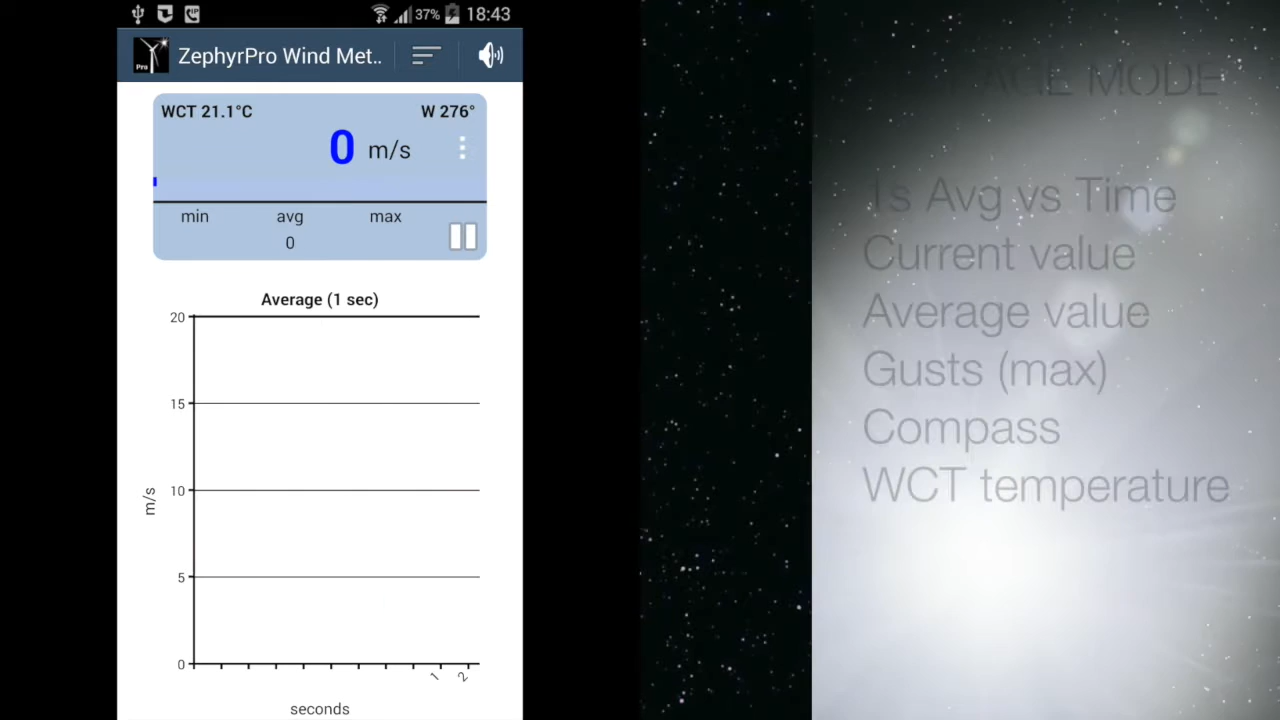 37% 18:43
Pro ZephyrPro Wind Met..
WCT 21.1°C W 276°
0 m/s
min avg max
0
Average (1 sec)
20
15
10
5
0
m/s
1 2
seconds
MODE
1s Avg vs Time
Current value
Average value
Gusts (max)
Compass
WCT temperature